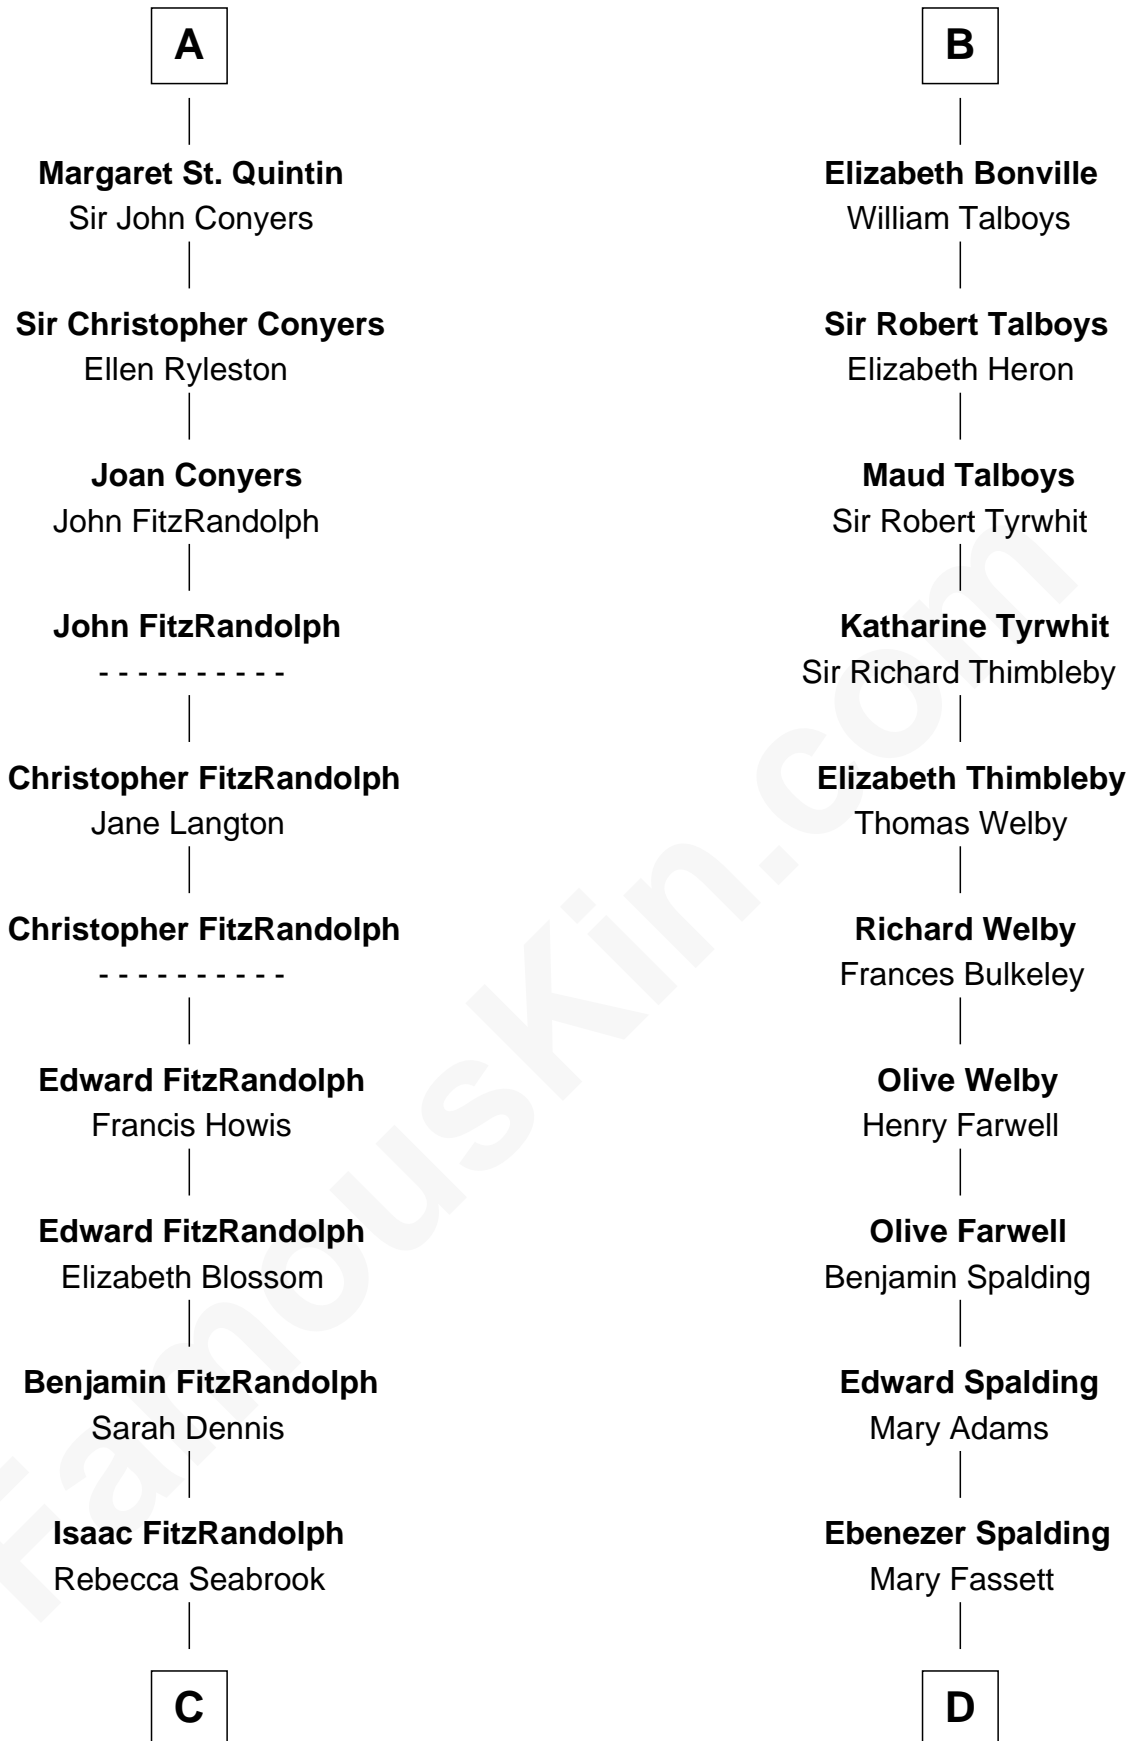 A
Margaret St. Quintin
Sir John Conyers
Sir Christopher Conyers
Ellen Ryleston
Joan Conyers
John FitzRandolph
John FitzRandolph
- - - - - - - - - -
Christopher FitzRandolph
Jane Langton
Christopher FitzRandolph
- - - - - - - - - -
Edward FitzRandolph
Francis Howis
Edward FitzRandolph
Elizabeth Blossom
Benjamin FitzRandolph
Sarah Dennis
Isaac FitzRandolph
Rebecca Seabrook
C
B
Elizabeth Bonville
William Talboys
Sir Robert Talboys
Elizabeth Heron
Maud Talboys
Sir Robert Tyrwhit
Katharine Tyrwhit
Sir Richard Thimbleby
Elizabeth Thimbleby
Thomas Welby
Richard Welby
Frances Bulkeley
Olive Welby
Henry Farwell
Olive Farwell
Benjamin Spalding
Edward Spalding
Mary Adams
Ebenezer Spalding
Mary Fassett
D
FamousKin.com